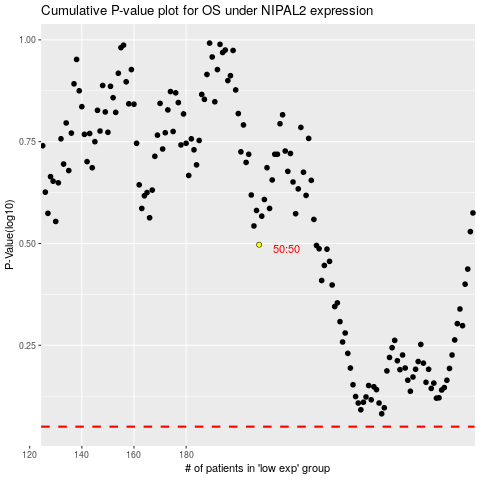 Cumulative P-value plot for OS under NIPAL2 expression
P-Value(log10)
1.00
0.75
0.50
0.25
50:50
120 140 160 180
# of patients in 'low exp' group